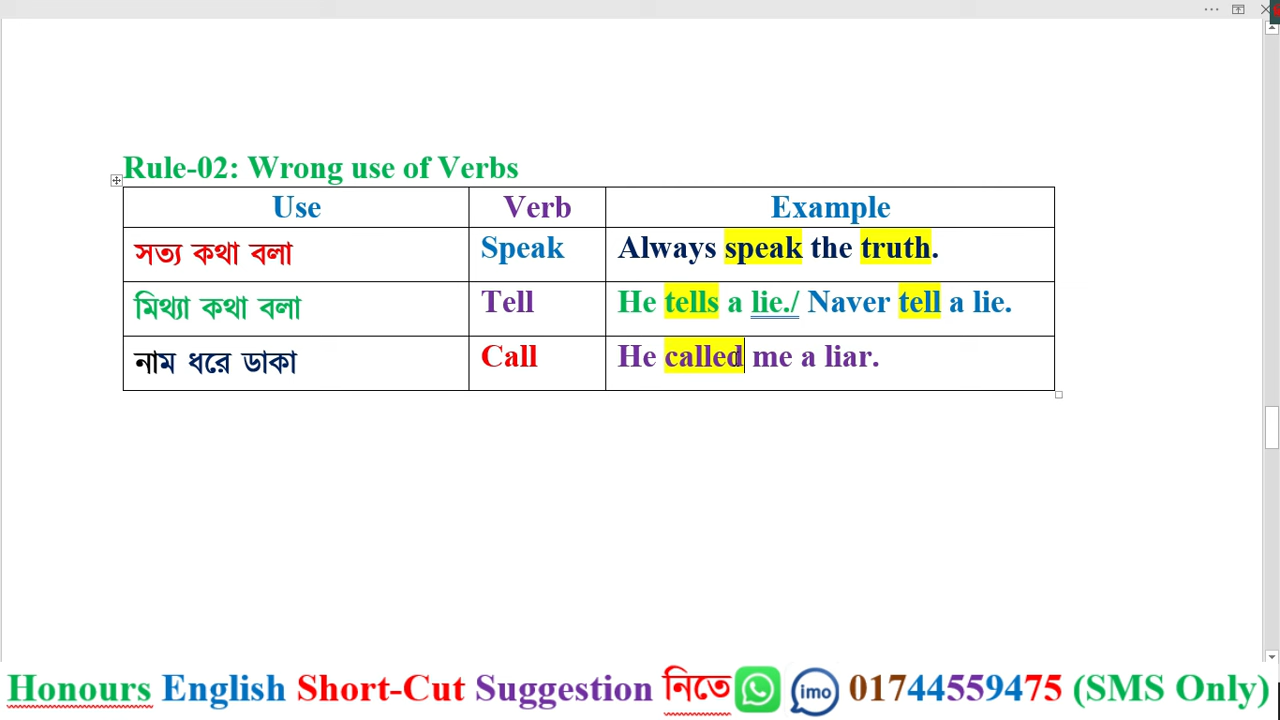 Rule-02: Wrong use of Verbs
Use Verb Example
সত্য কথা বলা Speak Always speak the truth.
মিথ্যা কথা বলা Tell He tells a lie./ Naver tell a lie.
নাম ধরে ডাকা Call He called me a liar.
Honours English Short-Cut Suggestion নিতে imo 01744559475 (SMS Only)